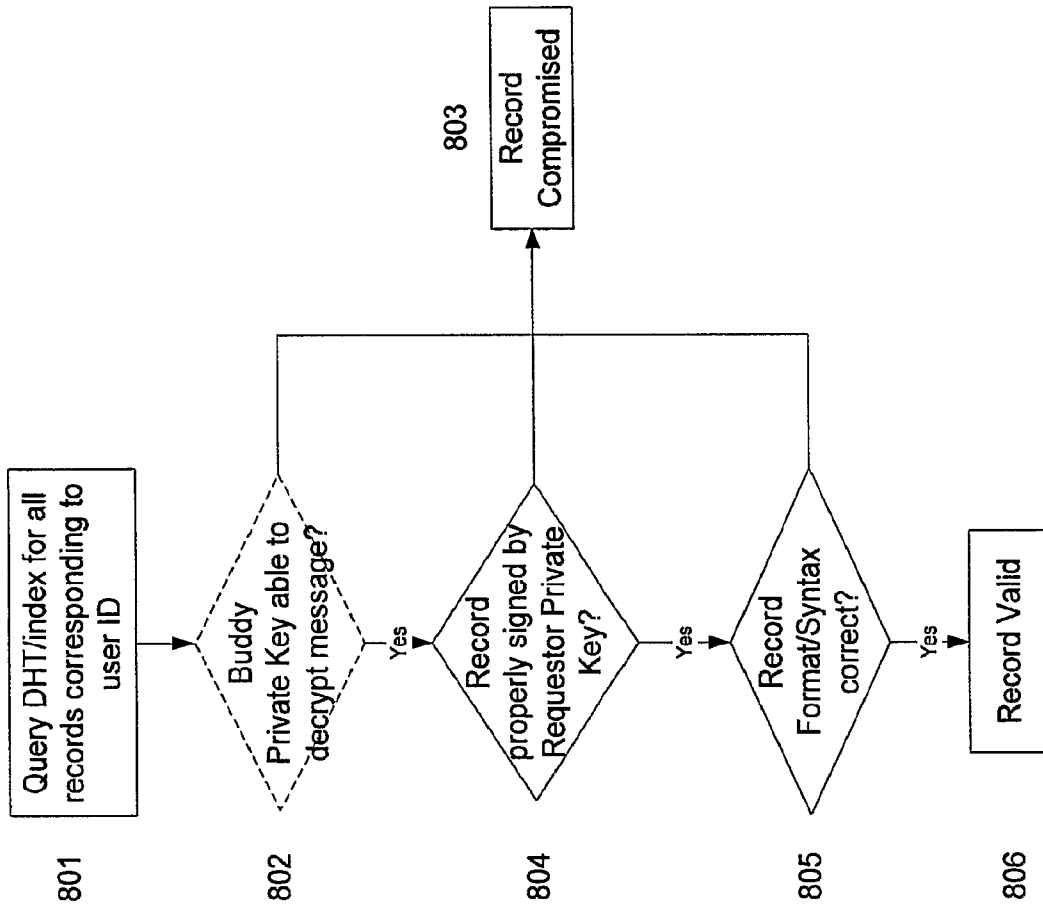 801
Query DHT/index for all
records corresponding to
user ID
802
Buddy
Private Key able to
decrypt message?
Yes
803
Record
Compromised
804
Record
properly signed by
Requestor Private
Key?
Yes
805
Record
Format/Syntax
correct?
Yes
806
Record Valid